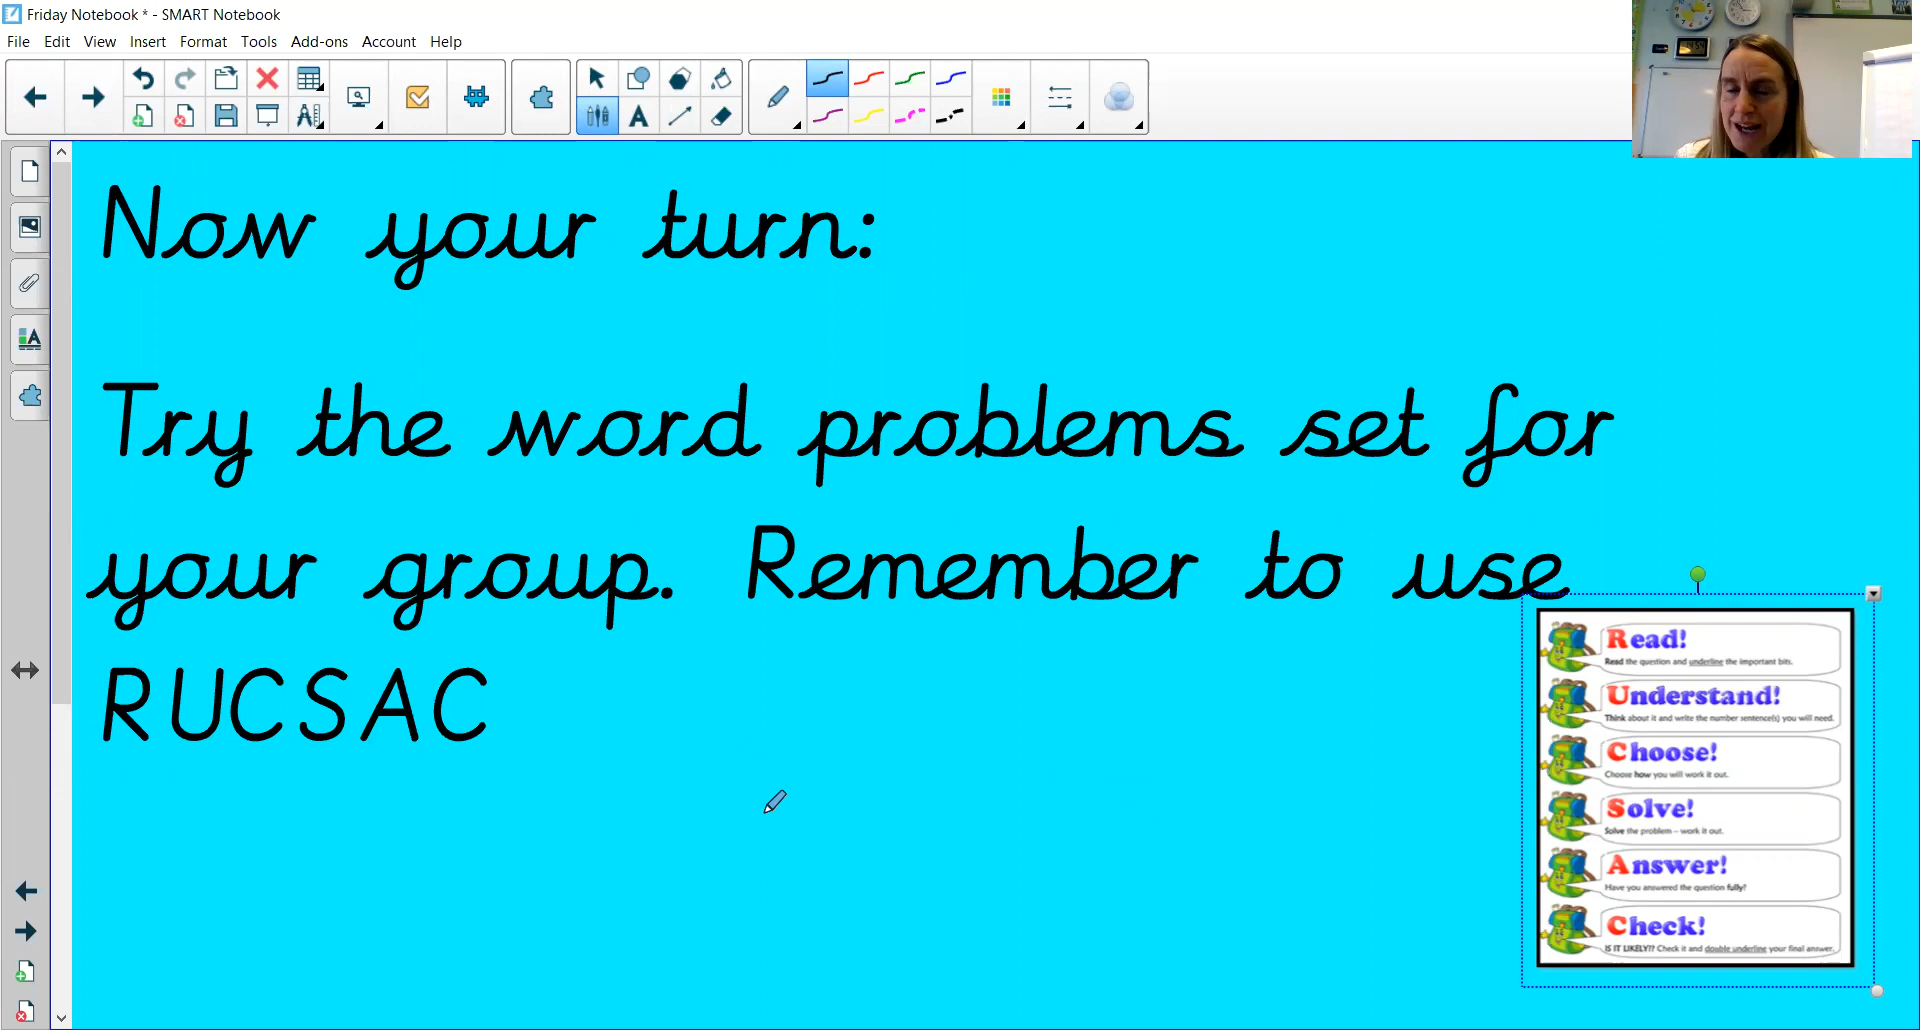 Friday Notebook * - SMART Notebook
File Edit View Insert Format Tools Add-ons Account Help
Now your turn:
Try the word problems set for
your group. Remember to use
RUCSAC
Read!
Read the question and underline the important bits.
Understand!
Think about it and write the number sentence(s) you will need.
Choose!
Choose how you will work it out.
Solve!
Solve the problem – work it out.
Answer!
Have you answered the question fully?
Check!
IS IT LIKELY?? Check it and double underline your final answer.